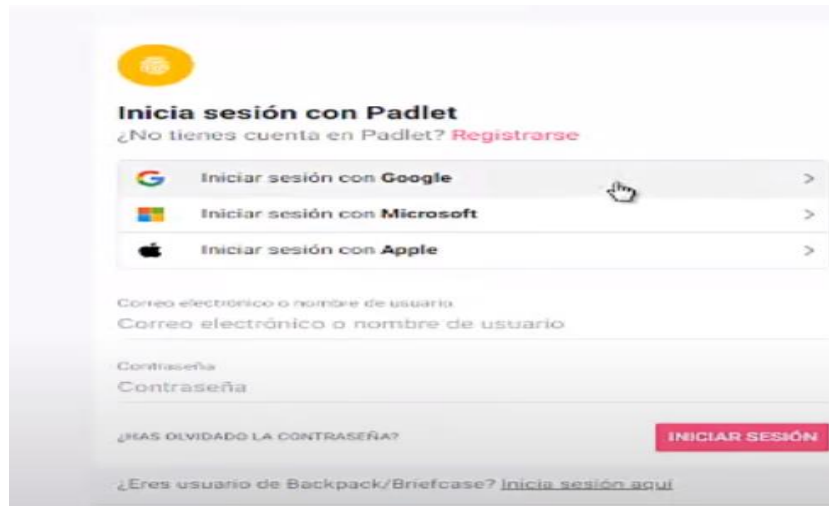 Inicia sesión con Padlet
¿No tienes cuenta en Padlet? Registrarse
Iniciar sesión con Google >
Iniciar sesión con Microsoft >
Iniciar sesión con Apple >
Correo electrónico o nombre de usuario
Correo electrónico o nombre de usuario
Contraseña
Contraseña
¿HAS OLVIDADO LA CONTRASEÑA? INICIAR SESIÓN
¿Eres usuario de Backpack/Briefcase? Inicia sesión aquí